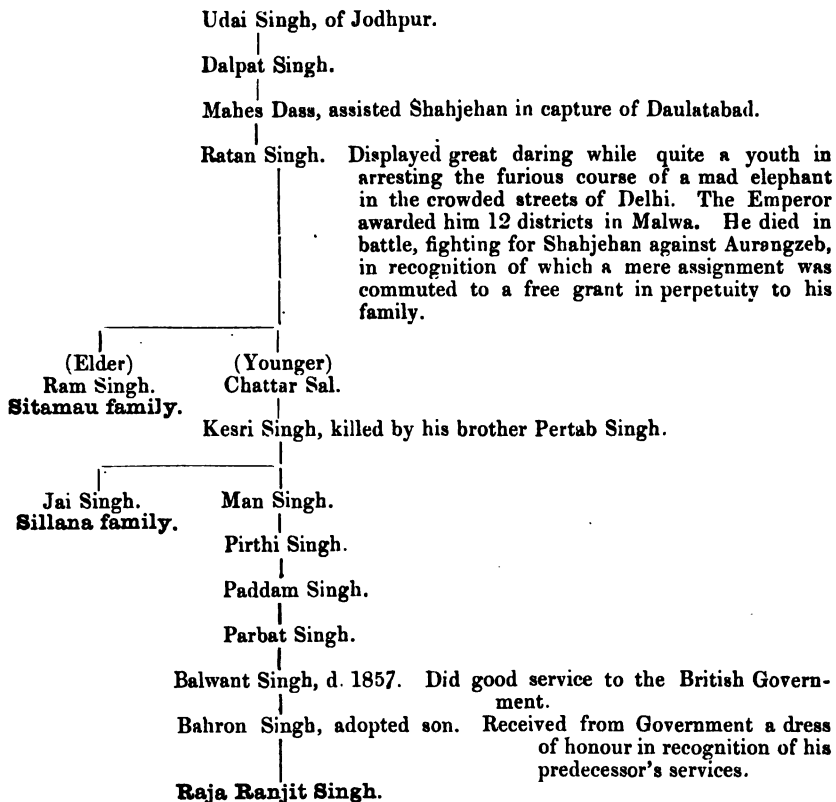 Udai Singh, of Jodhpur.
Dalpat Singh.
Mahes Dass, assisted Shahjehan in capture of Daulatabad.
Ratan Singh. Displayed great daring while quite a youth in
arresting the furious course of a mad elephant
in the crowded streets of Delhi. The Emperor
awarded him 12 districts in Malwa. He died in
battle, fighting for Shahjehan against Aurangzeb,
in recognition of which a mere assignment was
commuted to a free grant in perpetuity to his
family.
(Elder) (Younger)
Ram Singh. Chattar Sal.
Sitamau family.
Kesri Singh, killed by his brother Pertab Singh.
Jai Singh. Man Singh.
Sillana family.
Pirthi Singh.
Paddam Singh.
Parbat Singh.
Balwant Singh, d. 1857. Did good service to the British Govern-
ment.
Bahron Singh, adopted son. Received from Government a dress
of honour in recognition of his
predecessor's services.
Raja Ranjit Singh.